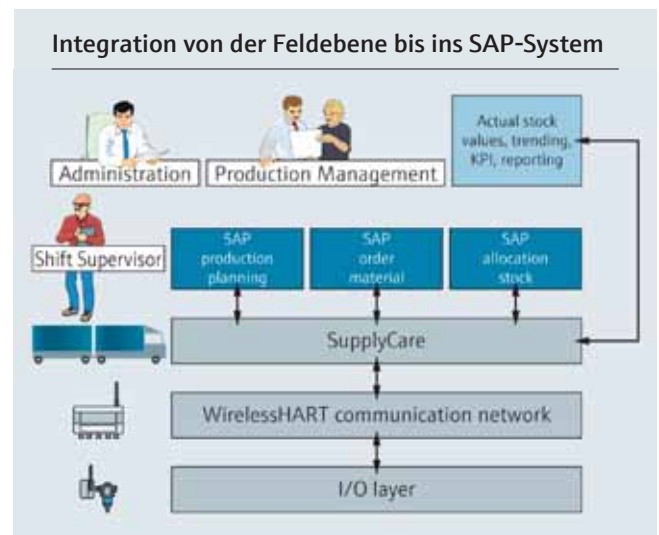 Integration von der Feldebene bis ins SAP-System
Actual stock
values, trending,
KPI, reporting
Administration
Production Management
Shift Supervisor
SAP
production
planning
SAP
order
material
SAP
allocation
stock
SupplyCare
WirelessHART communication network
I/O layer